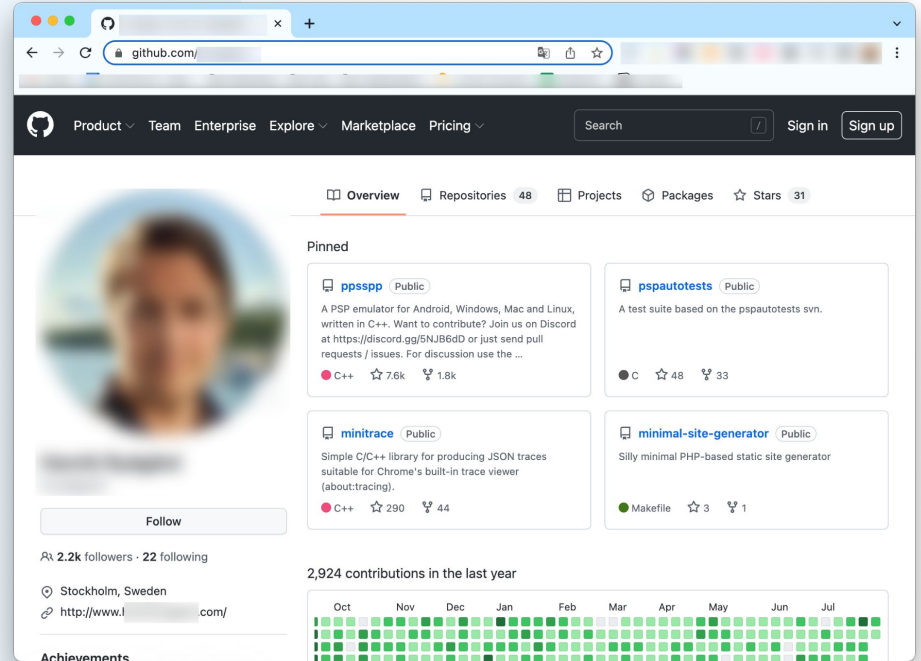 github.com/
Product Team Enterprise Explore Marketplace Pricing Search / Sign in Sign up
Overview Repositories 48 Projects Packages Stars 31
Pinned
ppsspp Public
A PSP emulator for Android, Windows, Mac and Linux,
written in C++. Want to contribute? Join us on Discord
at https://discord.gg/5NJB6dD or just send pull
requests / issues. For discussion use the ...
C++ 7.6k 1.8k
pspautotests Public
A test suite based on the pspautotests svn.
C 48 33
minitrace Public
Simple C/C++ library for producing JSON traces
suitable for Chrome's built-in trace viewer
(about:tracing).
C++ 290 44
minimal-site-generator Public
Silly minimal PHP-based static site generator
Makefile 3 1
Follow
2.2k followers · 22 following
Stockholm, Sweden
http://www. .com/
Achievements
2,924 contributions in the last year
Oct Nov Dec Jan Feb Mar Apr May Jun Jul